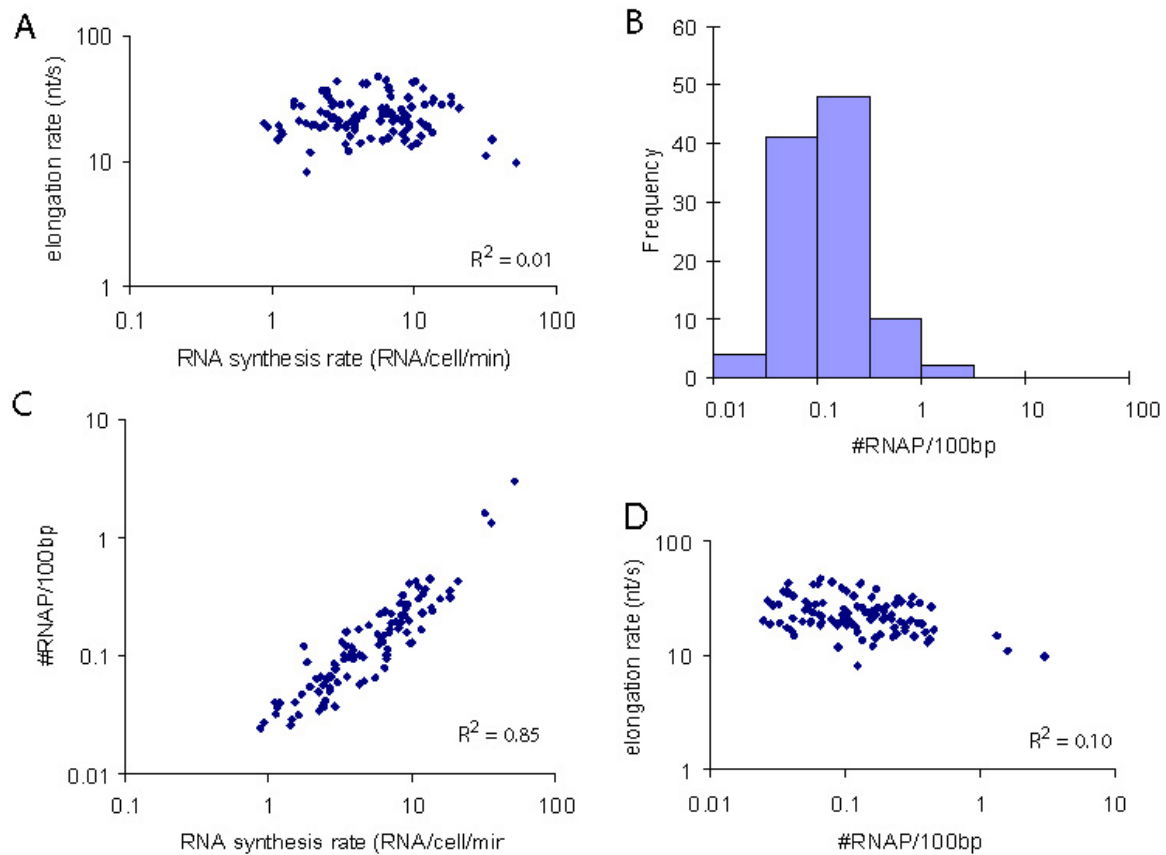 A
100
10
1
0.1
1
10
100
elongation rate (nt/s)
R² = 0.01
RNA synthesis rate (RNA/cell/min)
B
60
50
40
30
20
10
0
Frequency
0.01
0.1
1
10
100
#RNAP/100bp
C
10
1
0.1
0.01
#RNAP/100bp
R² = 0.85
0.1
1
10
100
RNA synthesis rate (RNA/cell/mir
D
100
10
1
elongation rate (nt/s)
R² = 0.10
0.01
0.1
1
10
#RNAP/100bp